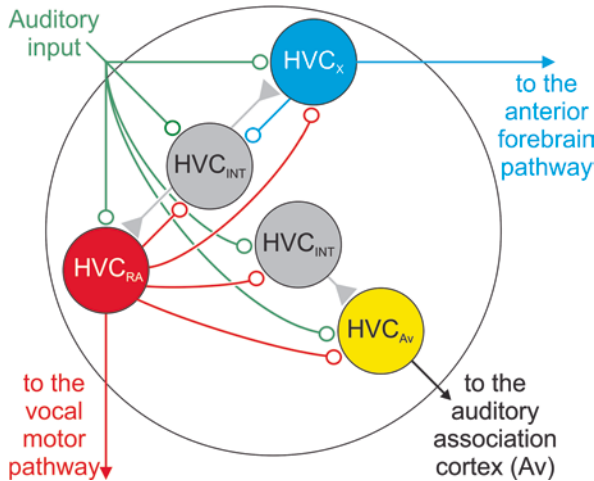 Auditory
input
HVCX
to the
anterior
forebrain
pathway
HVCINT
HVCINT
HVCRA
HVCAv
to the
vocal
motor
pathway
to the
auditory
association
cortex (Av)